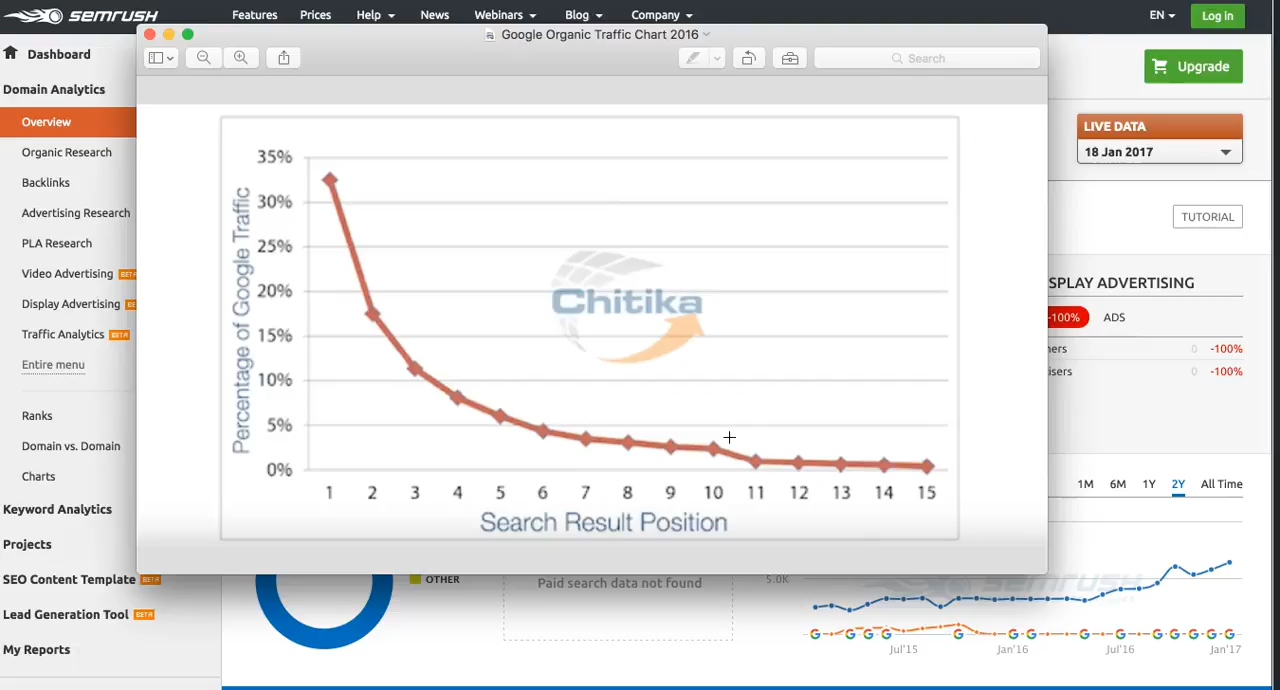 SEMRUSH
Features Prices Help News Webinars Blog Company EN Log in
Google Organic Traffic Chart 2016
Search
Dashboard
Upgrade
Domain Analytics
Overview
Organic Research
Backlinks
Advertising Research
PLA Research
Video Advertising BETA
Display Advertising
Traffic Analytics BETA
Entire menu
Ranks
Domain vs. Domain
Charts
Keyword Analytics
Projects
SEO Content Template BETA
Lead Generation Tool BETA
My Reports
Percentage of Google Traffic
35%
30%
25%
20%
15%
10%
5%
0%
Chitika
1 2 3 4 5 6 7 8 9 10 11 12 13 14 15
Search Result Position
LIVE DATA
18 Jan 2017
TUTORIAL
SPLAY ADVERTISING
-100% ADS
ners 0 -100%
isers 0 -100%
1M 6M 1Y 2Y All Time
OTHER
Paid search data not found
5.0K
SEMRUSH
Jul'15 Jan'16 Jul'16 Jan'17